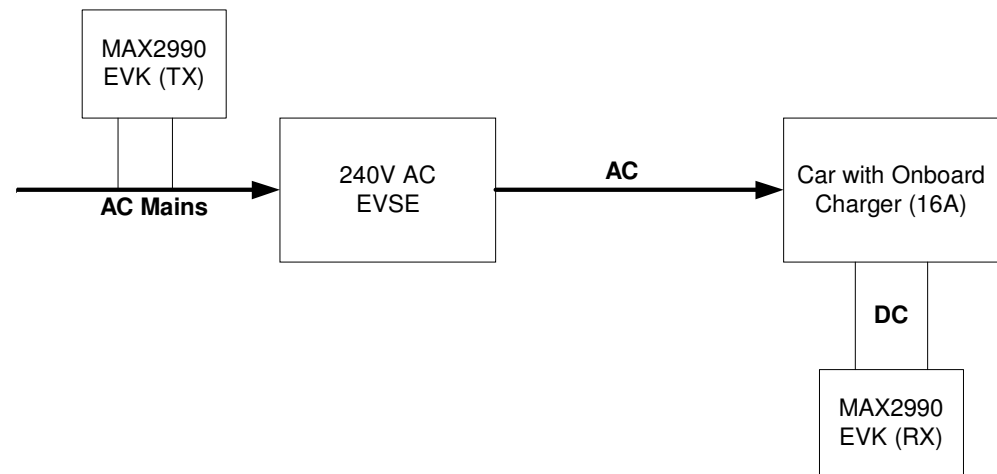 MAX2990
EVK (TX)
240V AC
EVSE
AC
Car with Onboard
Charger (16A)
AC Mains
DC
MAX2990
EVK (RX)